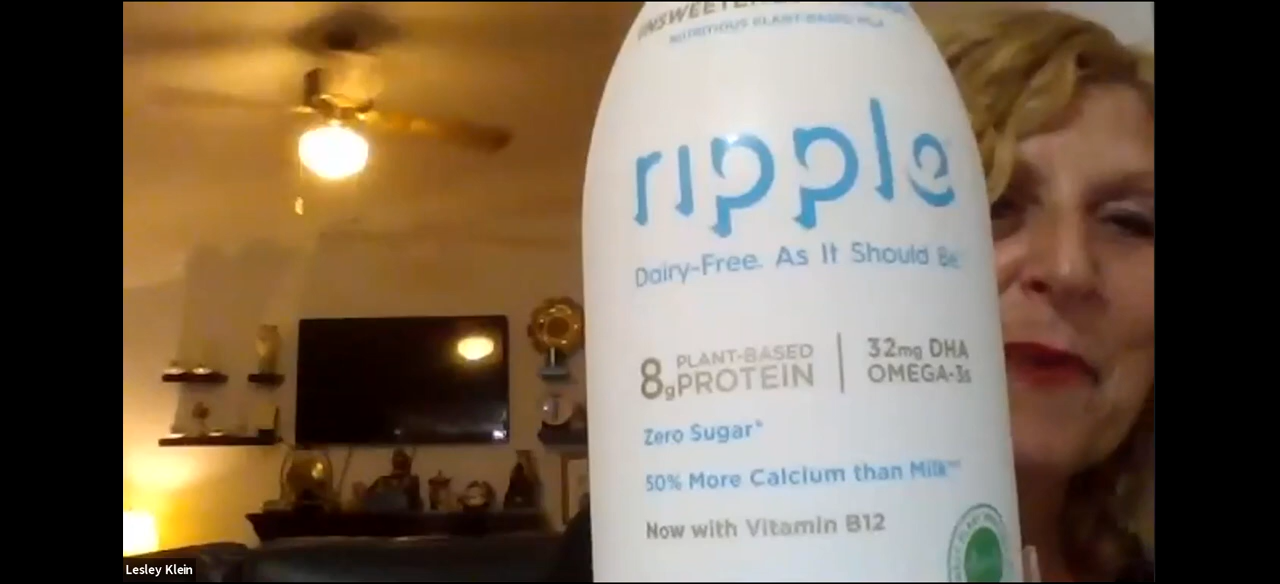 UNSWEETENED
NUTRITIOUS PLANT-BASED MILK
ripple
Dairy-Free. As It Should Be.
8g PLANT-BASED
PROTEIN
32mg DHA
OMEGA-3s
Zero Sugar*
50% More Calcium than Milk**
Now with Vitamin B12
Lesley Klein